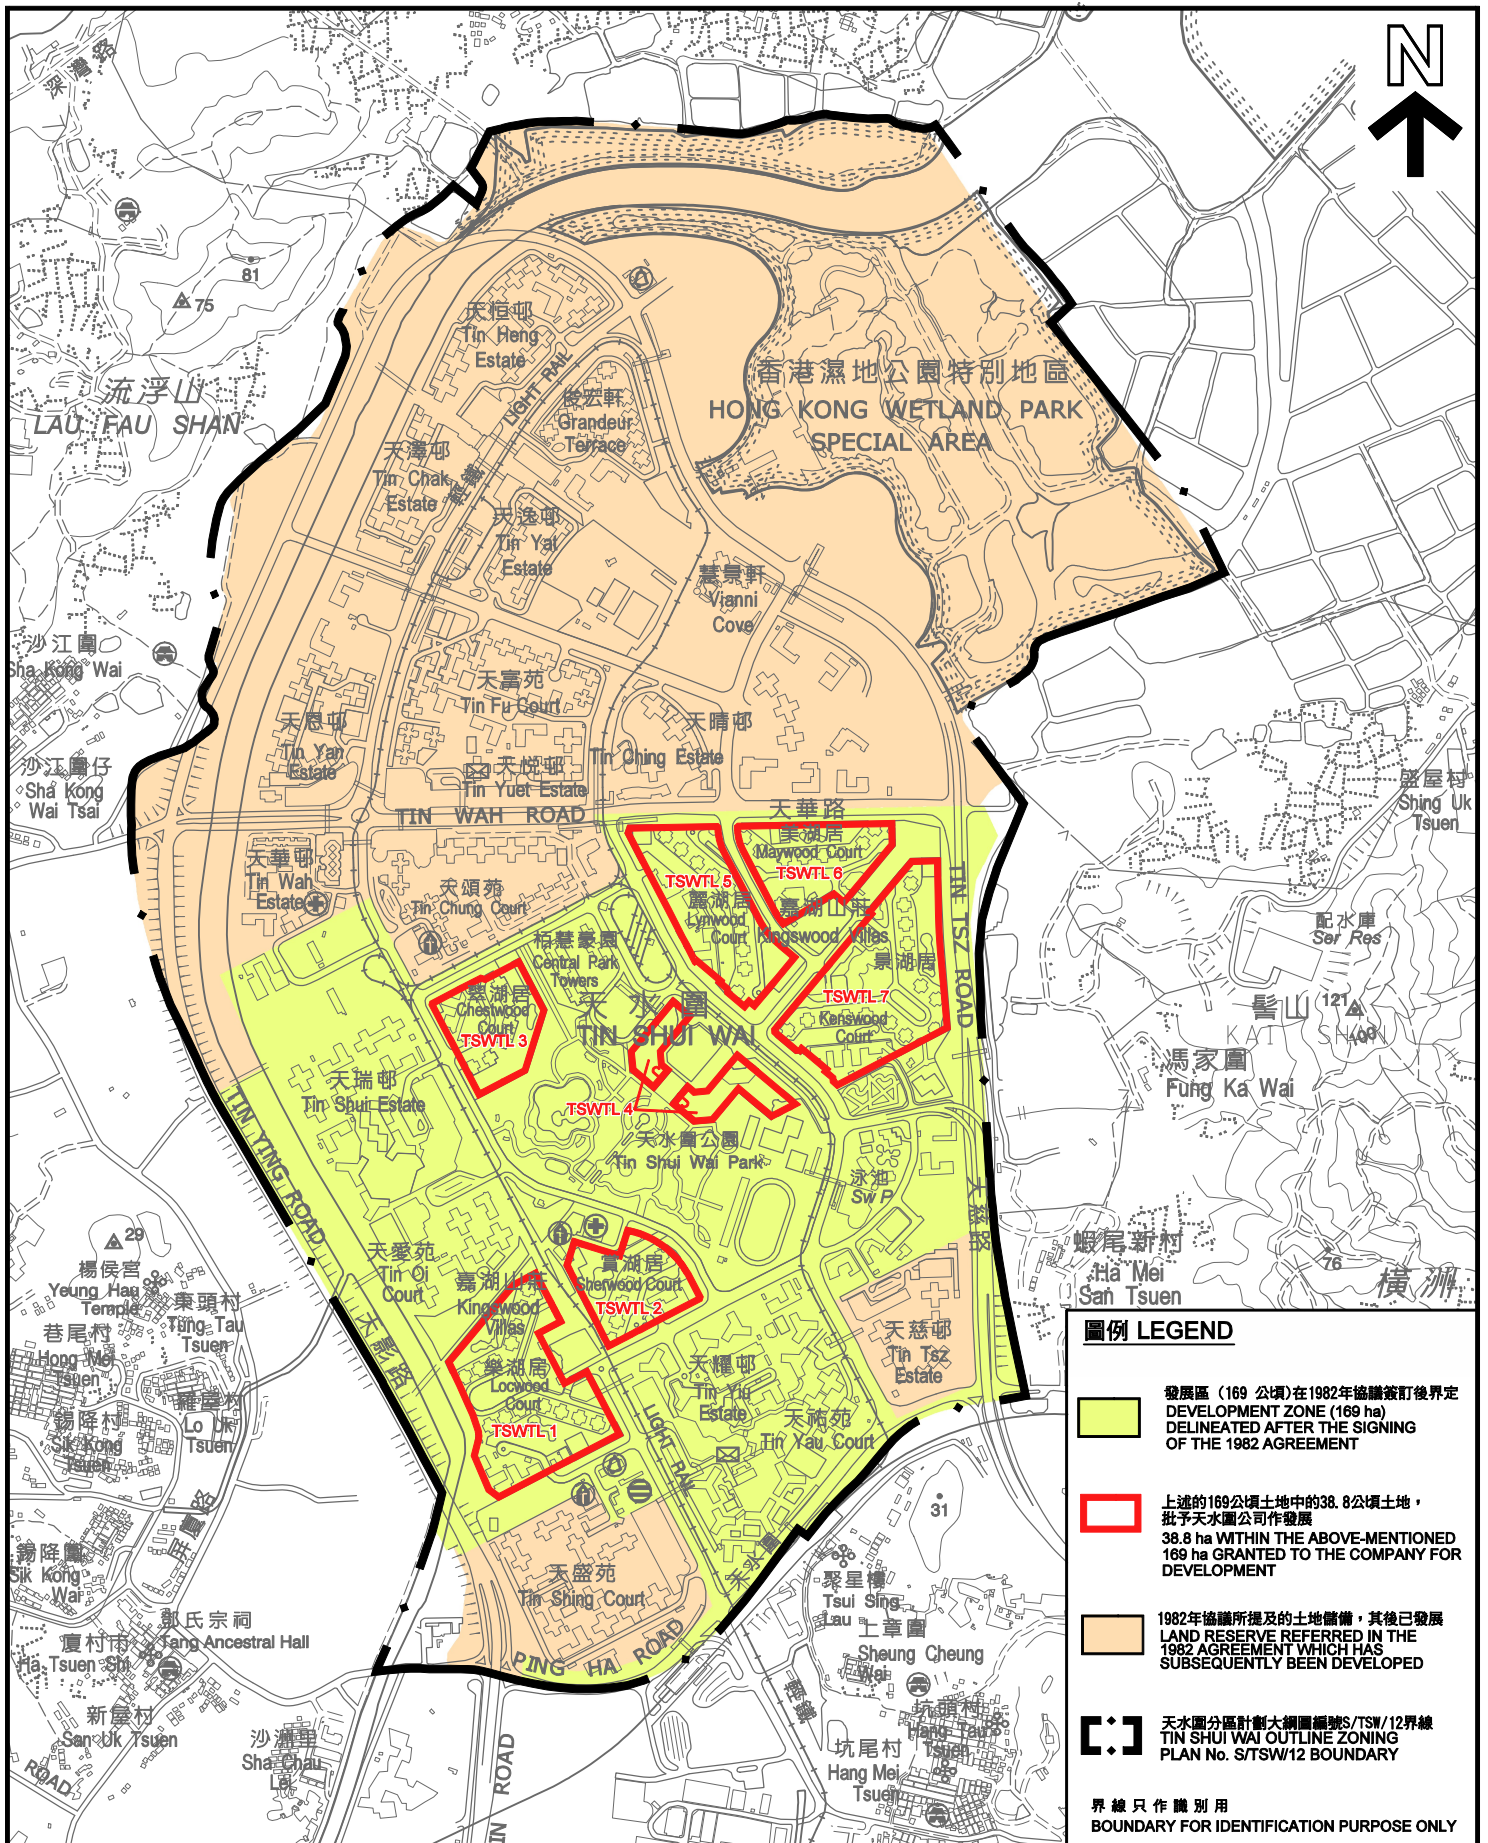 N
深灣路
81
75
流浮山
LAU FAU SHAN
天恒邨
Tin Heng
Estate
LIGHT RAIL
輕鐵
俊宏軒
Grandeur
Terrace
香港濕地公園特別地區
HONG KONG WETLAND PARK
SPECIAL AREA
天澤邨
Tin Chak
Estate
天逸邨
Tin Yat
Estate
慧景軒
Vianni
Cove
沙江圍
Sha Kong Wai
天富苑
Tin Fu Court
天恩邨
Tin Yan
Estate
天晴邨
Tin Ching Estate
天悅邨
Tin Yuet Estate
沙江圍仔
Sha Kong
Wai Tsai
盛屋村
Shing Uk
Tsuen
TIN WAH ROAD
天華路
美湖居
Maywood Court
TSWTL 6
天華邨
Tin Wah
Estate
天頌苑
Tin Chung Court
TSWTL 5
麗湖居
Lynwood
Court
嘉湖山莊
Kingswood Villas
景湖居
TIN TSZ ROAD
配水庫
Ser Res
栢慧豪園
Central Park
Towers
翠湖居
Chestwood
Court
TSWTL 3
天水圍
TIN SHUI WAI
TSWTL 7
Kenswood
Court
髻山
KAI SHAN
121
馮家圍
Fung Ka Wai
天瑞邨
Tin Shui Estate
TSWTL 4
天水圍公園
Tin Shui Wai Park
泳池
Sw P
TIN YING ROAD
天慈路
29
楊侯宮
Yeung Hau
Temple
東頭村
Tung Tau
Tsuen
天愛苑
Tin Oi
Court
嘉湖山莊
Kingswood
Villas
賞湖居
Sherwood Court
TSWTL 2
蝦尾新村
Ha Mei
San Tsuen
76
橫洲
巷尾村
Hong Mei
Tsuen
天影路
樂湖居
Locwood
Court
TSWTL 1
天耀邨
Tin Yiu
Estate
天慈邨
Tin Tsz
Estate
羅屋村
Lo Uk
Tsuen
錫降村
Sik Kong
Tsuen
LIGHT RAIL
天祐苑
Tin Yau Court
31
屏廈路
錫降圍
Sik Kong
Wai
天盛苑
Tin Shing Court
天水圍
聚星樓
Tsui Sing
Lau
上章圍
Sheung Cheung
Wai
鄧氏宗祠
Tang Ancestral Hall
廈村市
Ha Tsuen Shi
PING HA ROAD
輕鐵
坑頭村
Hang Tau
Tsuen
新屋村
San Uk Tsuen
沙洲里
Sha Chau
Lei
坑尾村
Hang Mei
Tsuen
ROAD
ROAD
圖例 LEGEND
發展區（169 公頃）在1982年協議簽訂後界定
DEVELOPMENT ZONE (169 ha)
DELINEATED AFTER THE SIGNING
OF THE 1982 AGREEMENT
上述的169公頃土地中的38.8公頃土地，
批予天水圍公司作發展
38.8 ha WITHIN THE ABOVE-MENTIONED
169 ha GRANTED TO THE COMPANY FOR
DEVELOPMENT
1982年協議所提及的土地儲備，其後已發展
LAND RESERVE REFERRED IN THE
1982 AGREEMENT WHICH HAS
SUBSEQUENTLY BEEN DEVELOPED
天水圍分區計劃大綱圖編號S/TSW/12界線
TIN SHUI WAI OUTLINE ZONING
PLAN No. S/TSW/12 BOUNDARY
界線只作識別用
BOUNDARY FOR IDENTIFICATION PURPOSE ONLY